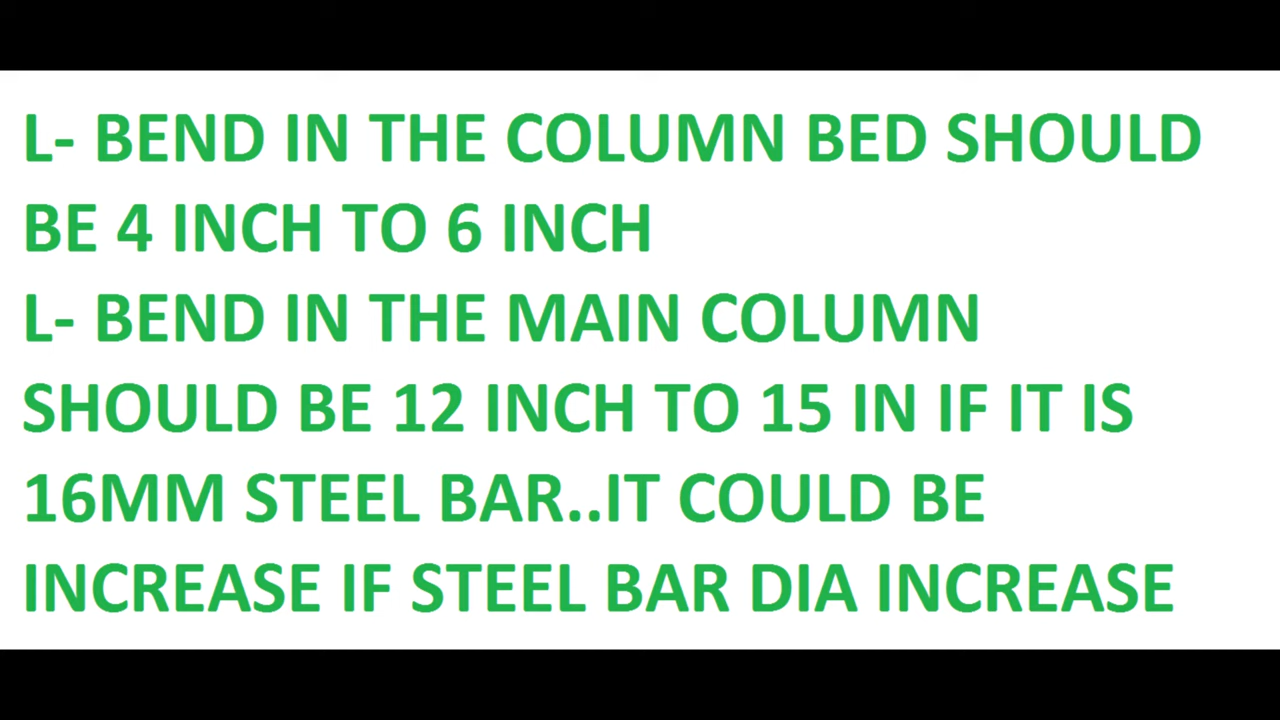 L- BEND IN THE COLUMN BED SHOULD
BE 4 INCH TO 6 INCH
L- BEND IN THE MAIN COLUMN
SHOULD BE 12 INCH TO 15 IN IF IT IS
16MM STEEL BAR..IT COULD BE
INCREASE IF STEEL BAR DIA INCREASE